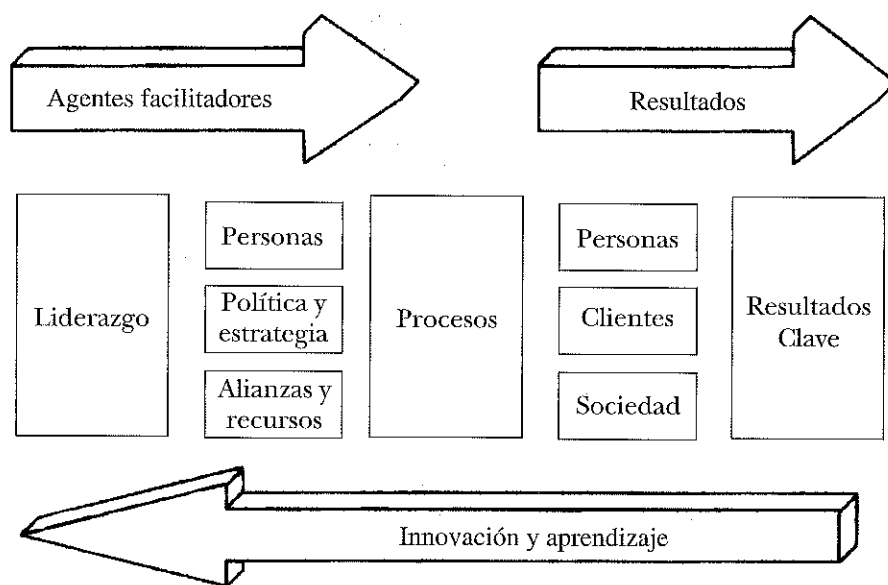 Agentes facilitadores
Resultados
Liderazgo
Personas
Política y
estrategia
Alianzas y
recursos
Procesos
Personas
Clientes
Sociedad
Resultados
Clave
Innovación y aprendizaje